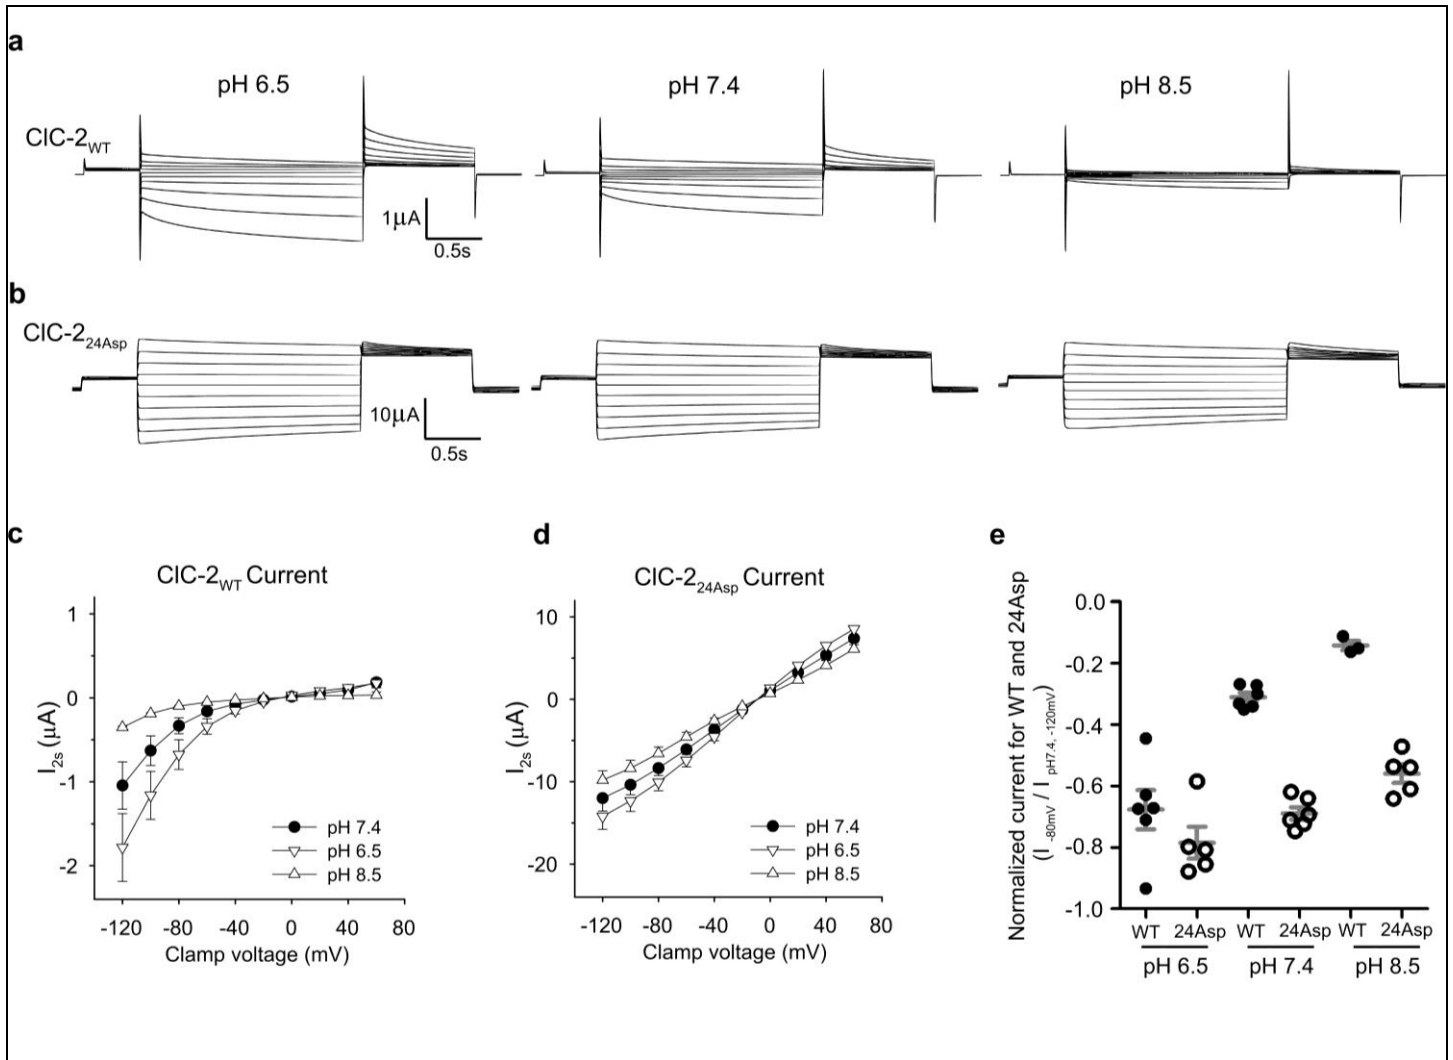 a
pH 6.5
pH 7.4
pH 8.5
ClC-2WT
1μA
0.5s
b
ClC-224Asp
10μA
0.5s
c
ClC-2WT Current
I2s (μA)
1
0
-1
-2
pH 7.4
pH 6.5
pH 8.5
-120 -80 -40 0 40 80
Clamp voltage (mV)
d
ClC-224Asp Current
I2s (μA)
10
0
-10
-20
pH 7.4
pH 6.5
pH 8.5
-120 -80 -40 0 40 80
Clamp voltage (mV)
e
Normalized current for WT and 24Asp
(I -80mV / I pH7.4, -120mV)
0.0
-0.2
-0.4
-0.6
-0.8
-1.0
WT 24Asp WT 24Asp WT 24Asp
pH 6.5 pH 7.4 pH 8.5